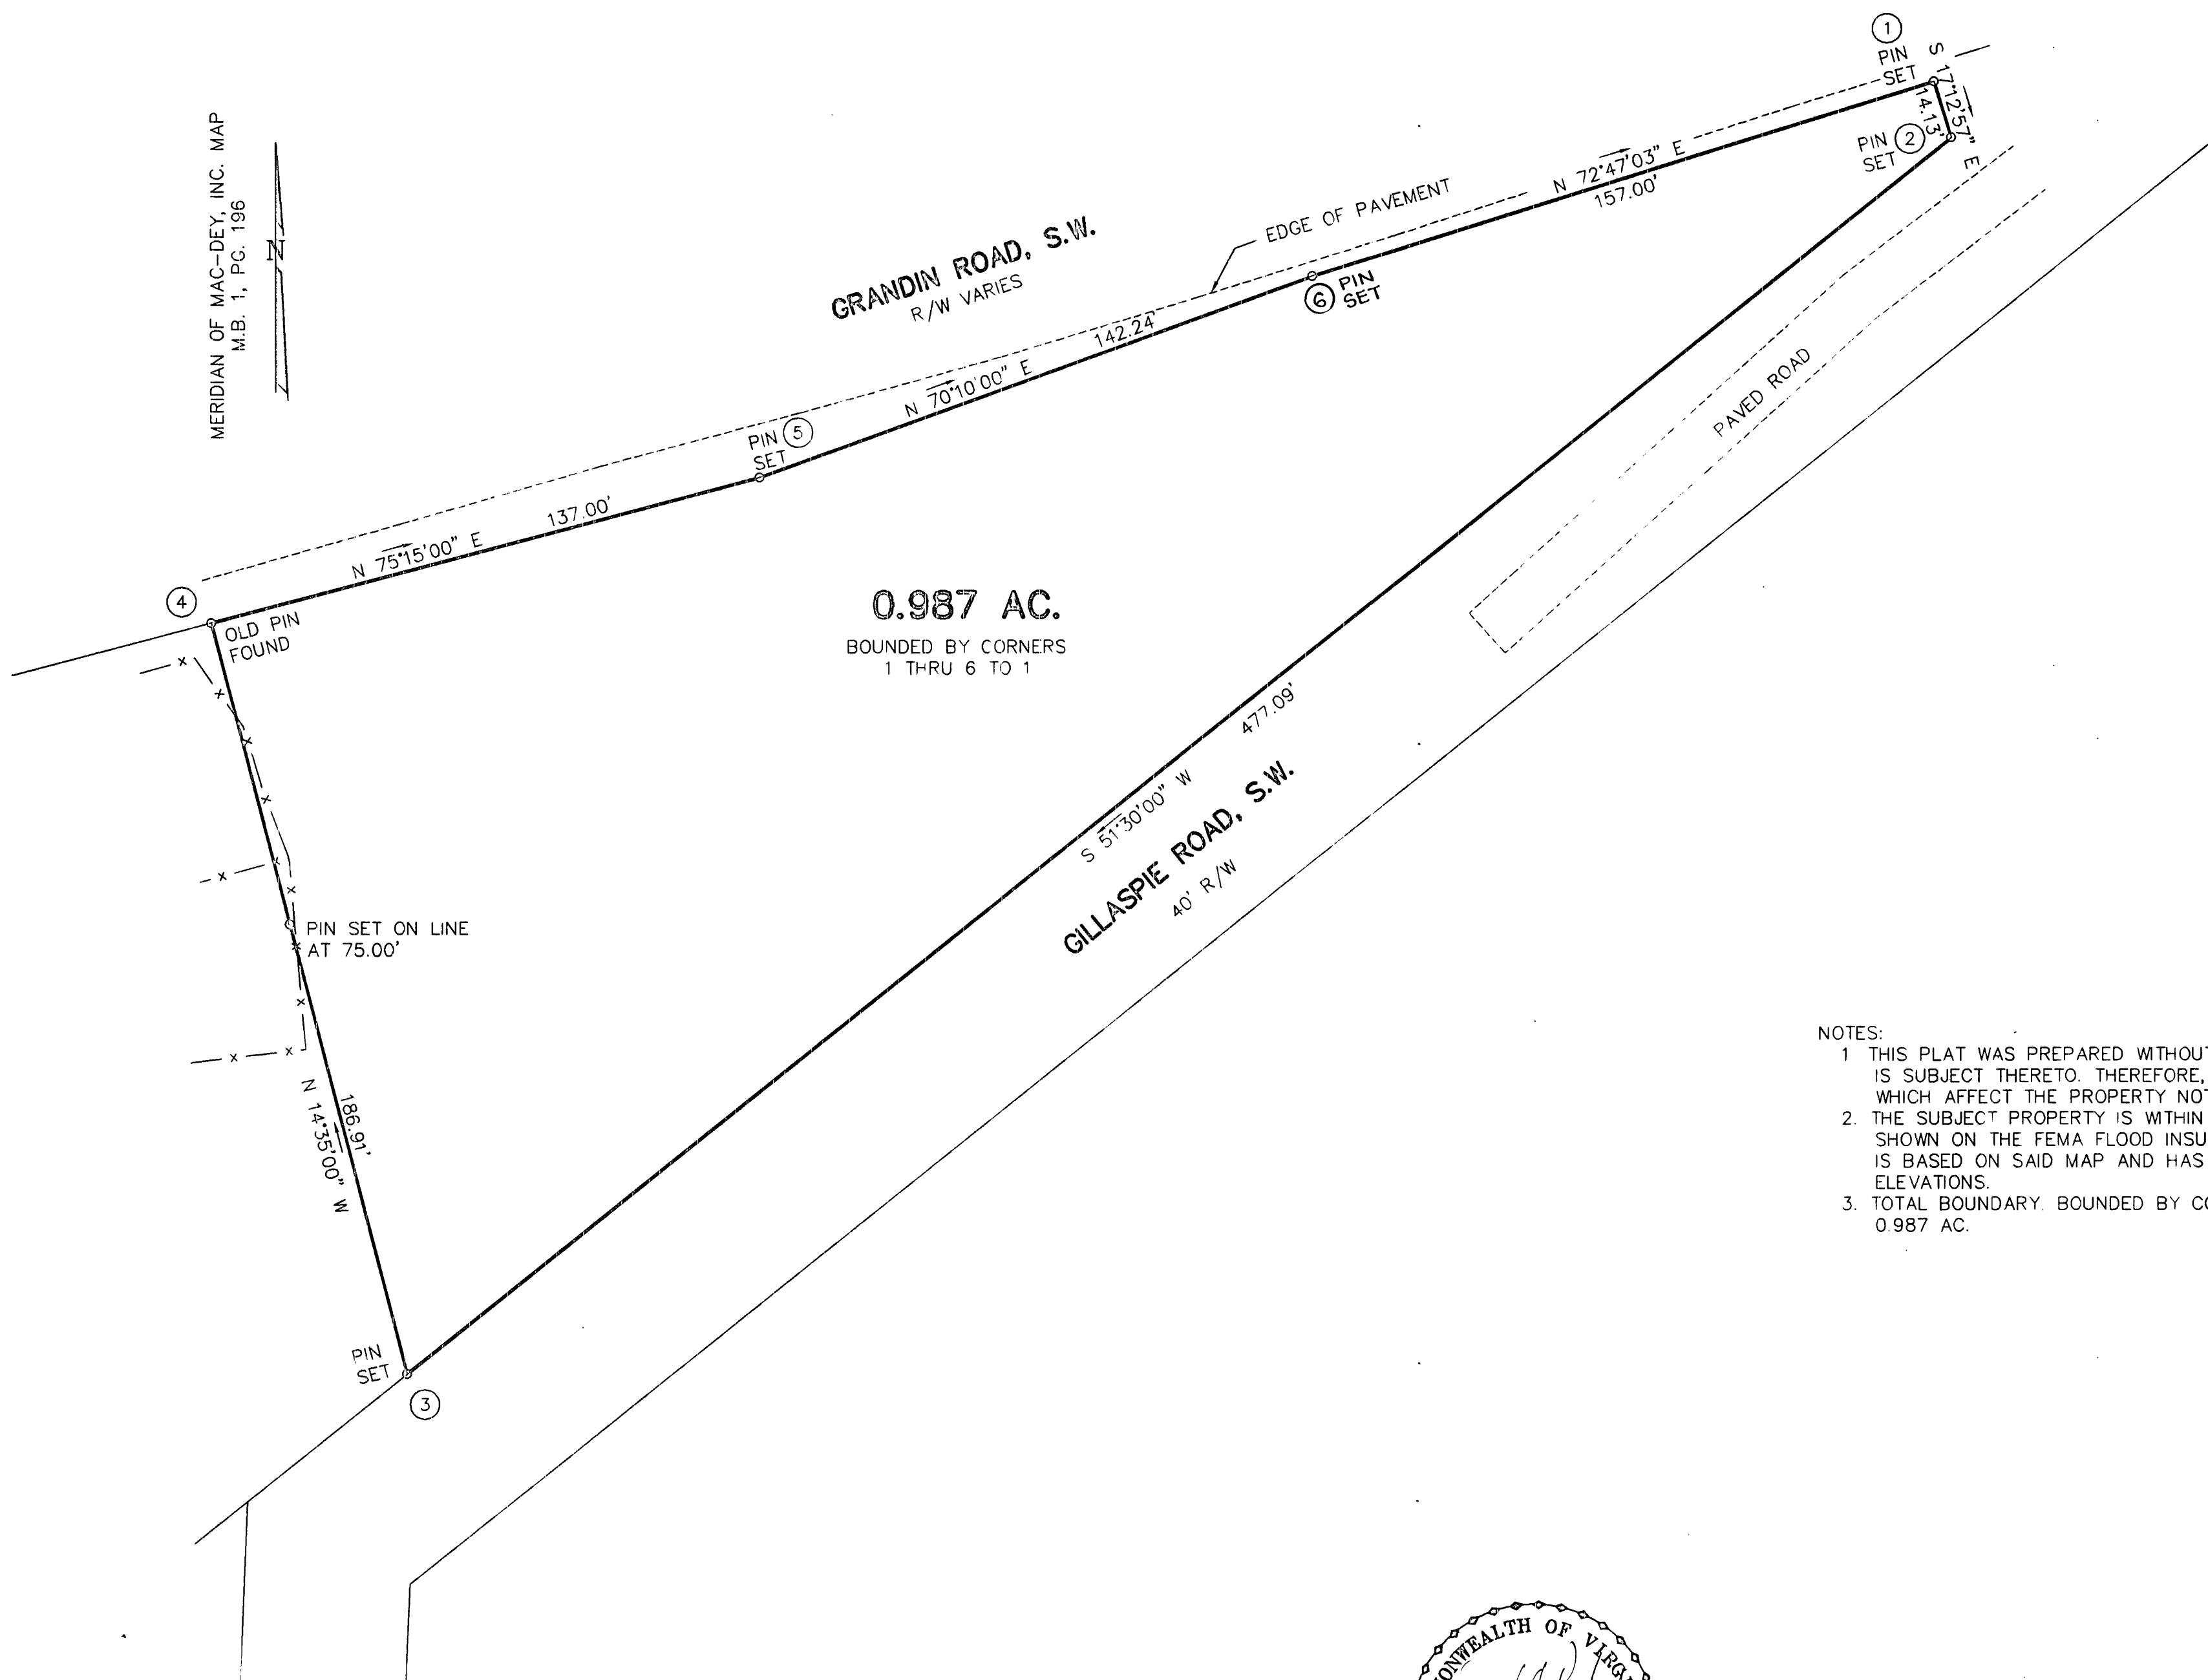 MERIDIAN OF MAC-DEY, INC. MAP
M.B. 1, PG. 196
N
1
PIN
SET
S 17°12'57" E
14.13'
PIN 2
SET
N 72°47'03" E
157.00'
EDGE OF PAVEMENT
GRANDIN ROAD, S.W.
R/W VARIES
6 PIN
SET
142.24'
N 70°10'00" E
PIN 5
SET
137.00'
N 75°15'00" E
4
OLD PIN
FOUND
0.987 AC.
BOUNDED BY CORNERS
1 THRU 6 TO 1
PAVED ROAD
477.09'
S 51°30'00" W
GILLASPIE ROAD, S.W.
40' R/W
PIN SET ON LINE
AT 75.00'
186.91'
N 14°35'00" W
PIN
SET
3
NOTES:
1 THIS PLAT WAS PREPARED WITHOUT
IS SUBJECT THERETO. THEREFORE,
WHICH AFFECT THE PROPERTY NOT
2. THE SUBJECT PROPERTY IS WITHIN
SHOWN ON THE FEMA FLOOD INSU
IS BASED ON SAID MAP AND HAS
ELEVATIONS.
3. TOTAL BOUNDARY. BOUNDED BY CO
0.987 AC.
ONWEALTH OF VIRG